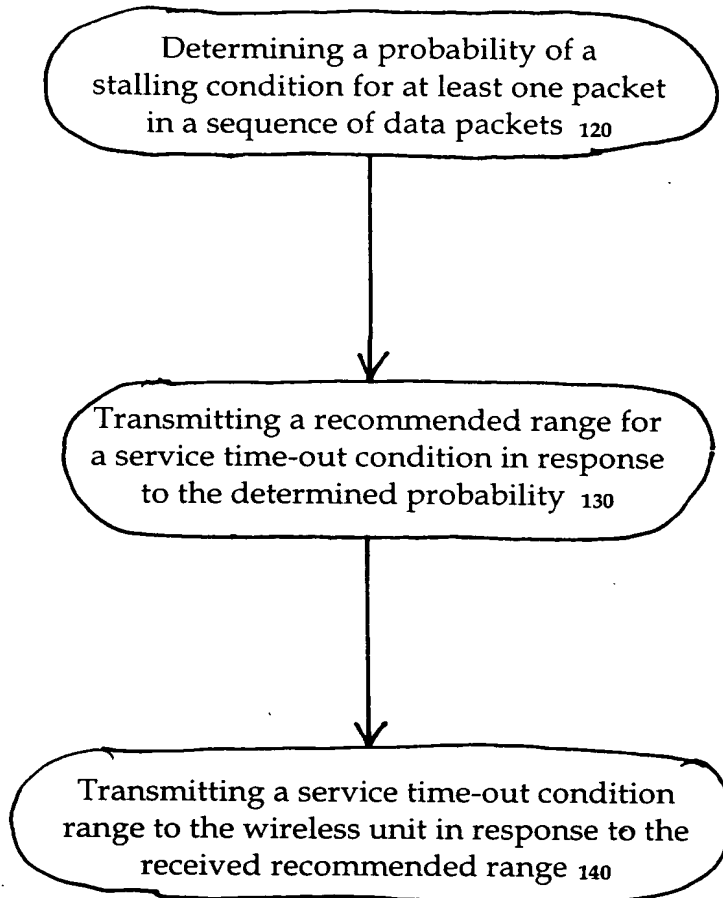 Determining a probability of a
stalling condition for at least one packet
in a sequence of data packets 120
Transmitting a recommended range for
a service time-out condition in response
to the determined probability 130
Transmitting a service time-out condition
range to the wireless unit in response to the
received recommended range 140